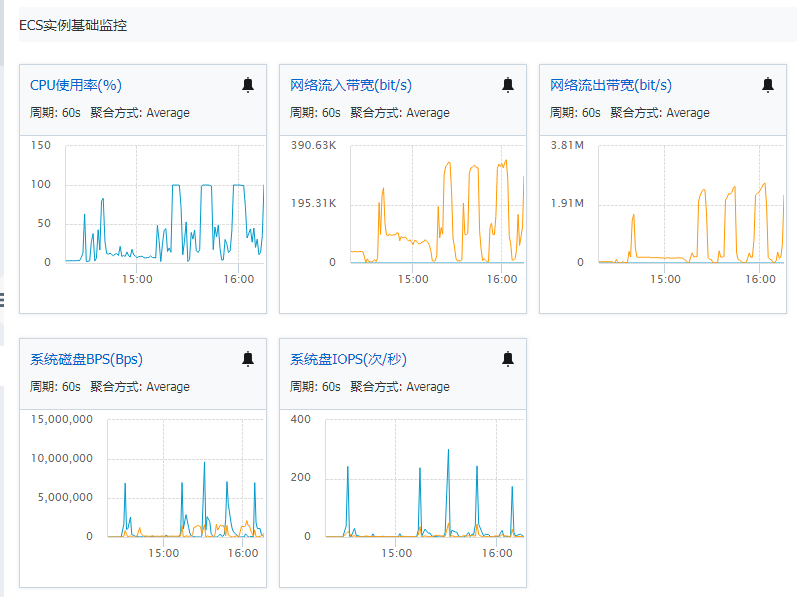 ECS实例基础监控
CPU使用率(%)
周期: 60s 聚合方式: Average
150
100
50
0
15:00 16:00
网络流入带宽(bit/s)
周期: 60s 聚合方式: Average
390.63K
195.31K
0
15:00 16:00
网络流出带宽(bit/s)
周期: 60s 聚合方式: Average
3.81M
1.91M
0
15:00 16:00
系统磁盘BPS(Bps)
周期: 60s 聚合方式: Average
15,000,000
10,000,000
5,000,000
0
15:00 16:00
系统盘IOPS(次/秒)
周期: 60s 聚合方式: Average
400
200
0
15:00 16:00